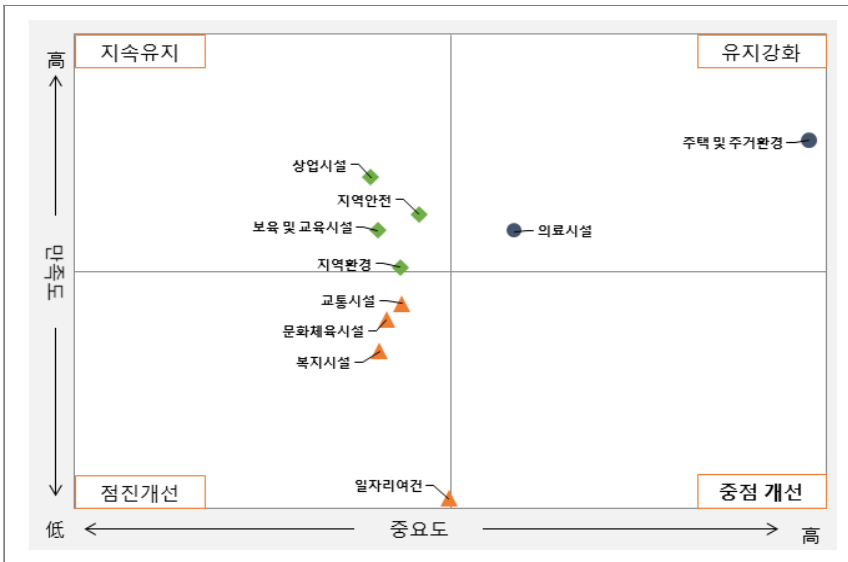 高
지속유지
유지강화
주택 및 주거환경
상업시설
지역안전
보육 및 교육시설
의료시설
지역환경
만족도
교통시설
문화체육시설
복지시설
일자리여건
점진개선
중점 개선
低
중요도
高